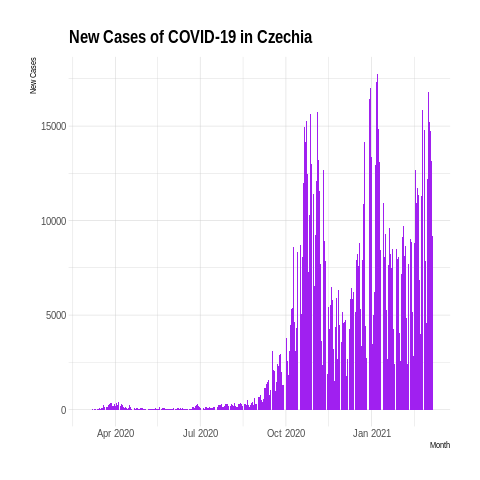 New Cases of COVID-19 in Czechia
New Cases
15000
10000
5000
0
Apr 2020 Jul 2020 Oct 2020 Jan 2021
Month